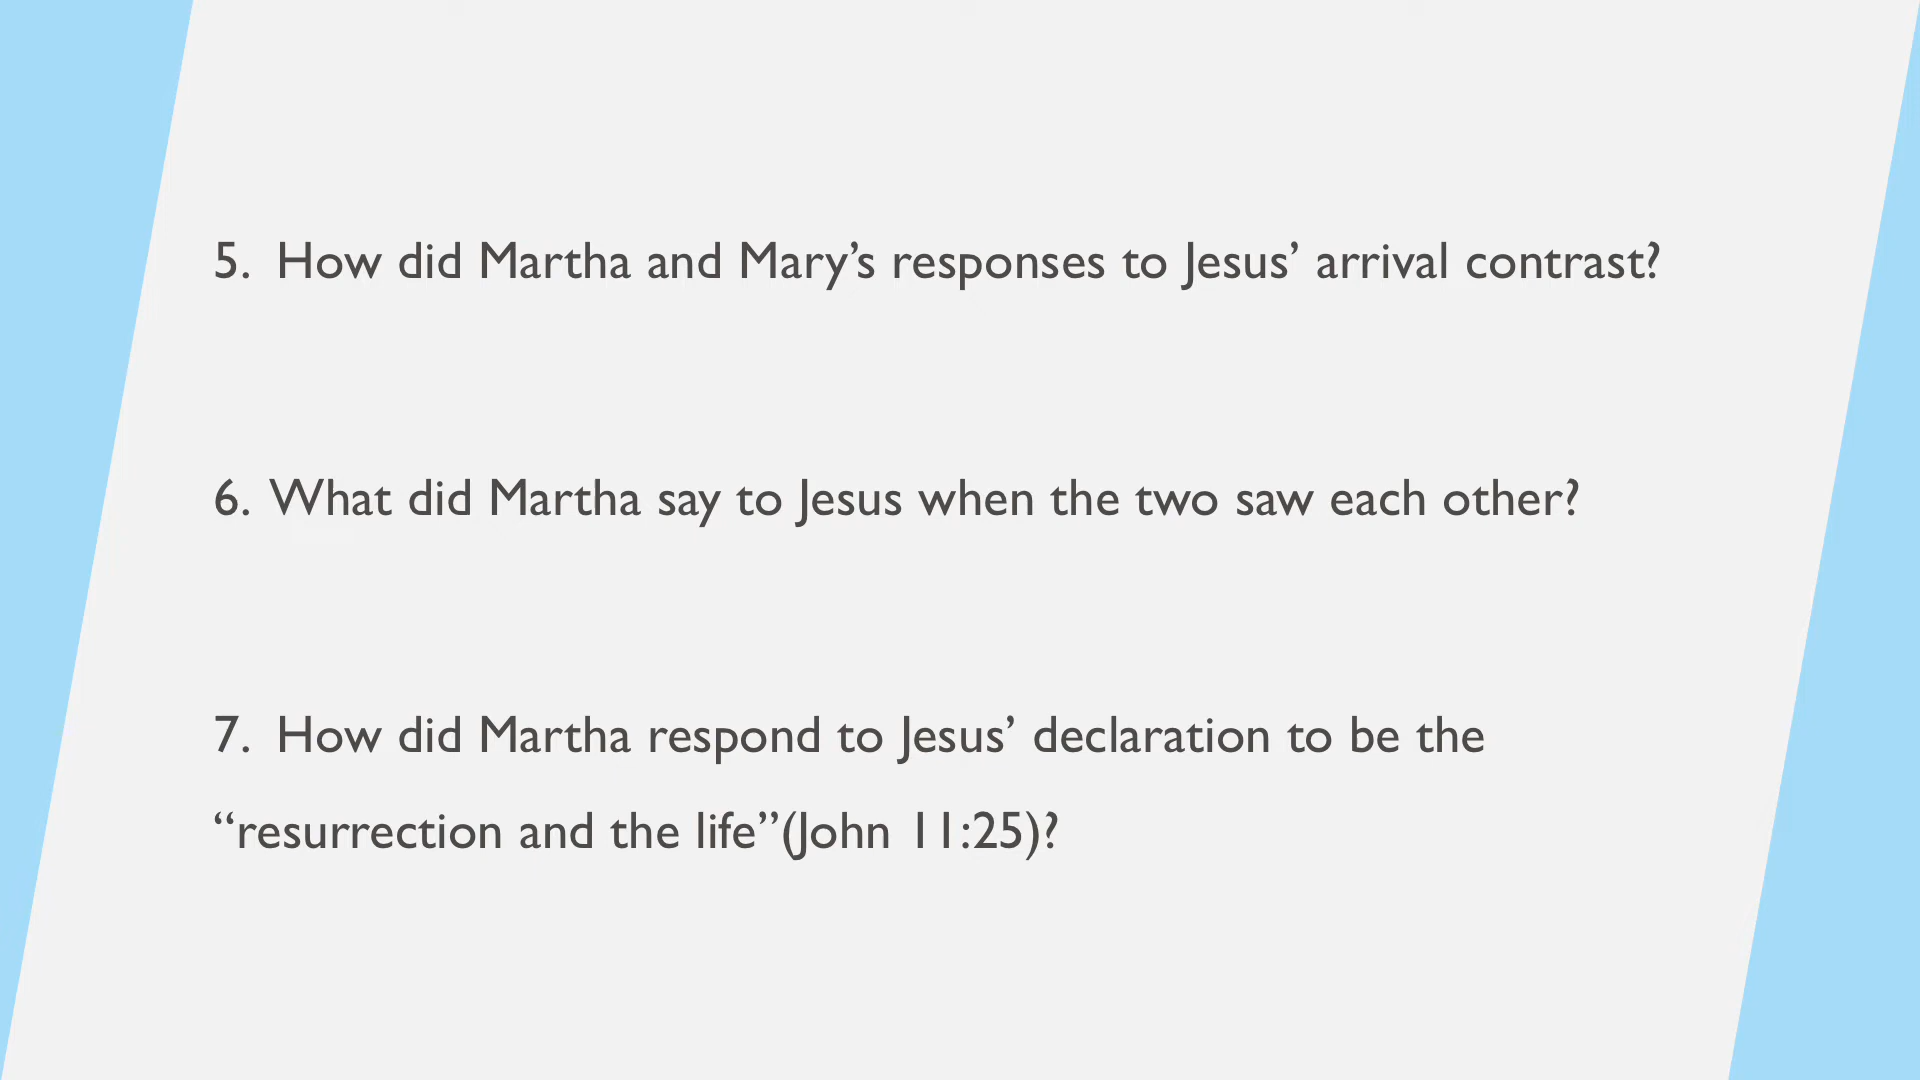 5. How did Martha and Mary’s responses to Jesus’ arrival contrast?
6. What did Martha say to Jesus when the two saw each other?
7. How did Martha respond to Jesus’ declaration to be the
“resurrection and the life”(John 11:25)?